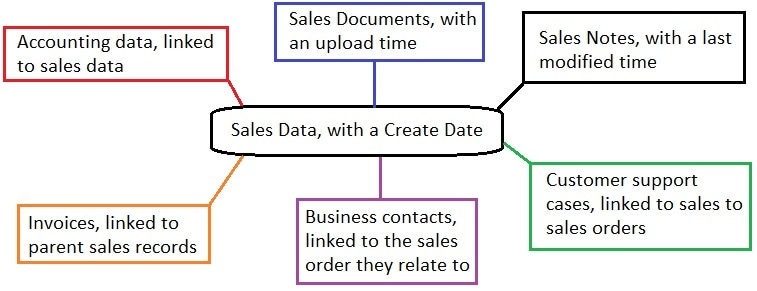 Accounting data, linked
to sales data
Sales Documents, with
an upload time
Sales Notes, with a last
modified time
Sales Data, with a Create Date
Invoices, linked to
parent sales records
Business contacts,
linked to the sales
order they relate to
Customer support
cases, linked to sales to
sales orders